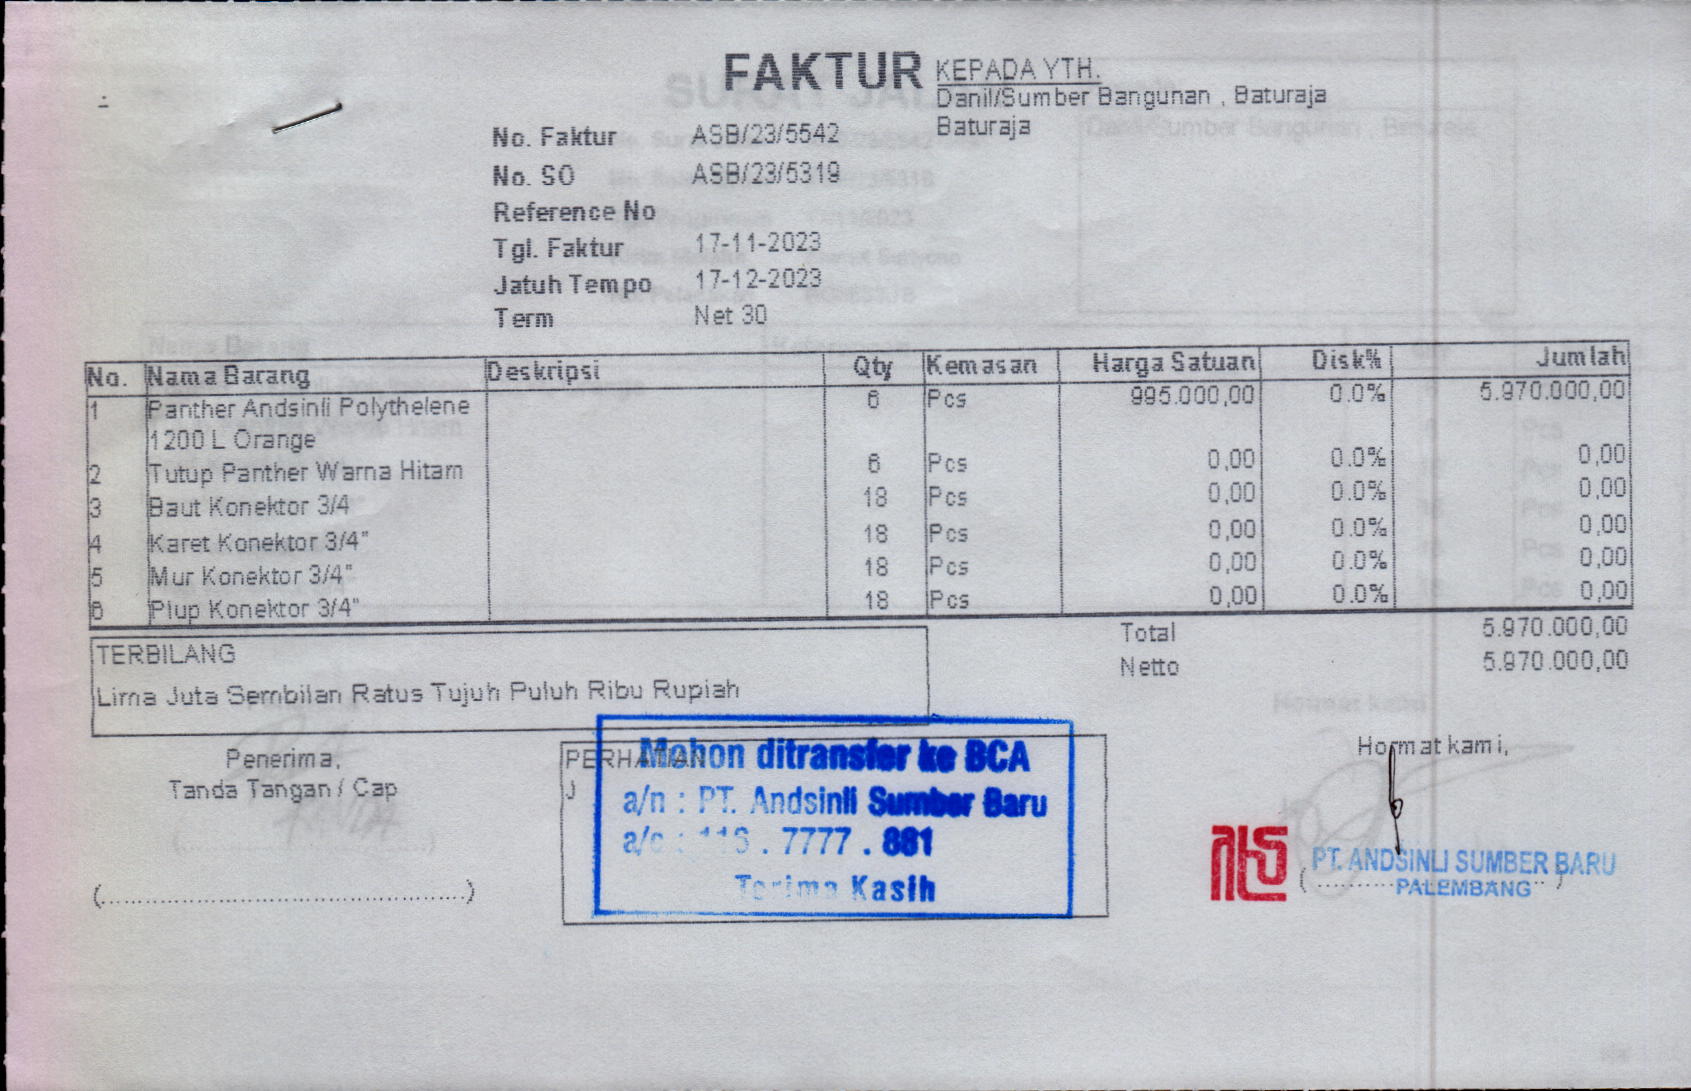 FAKTUR
KEPADA YTH.
Danil/Sumber Bangunan , Baturaja
Baturaja
No. Faktur ASB/23/5542
No. SO ASB/23/5319
Reference No
Tgl. Faktur 17-11-2023
Jatuh Tempo 17-12-2023
Term Net 30
No. Nama Barang Deskripsi Qty Kemasan Harga Satuan Disk% Jumlah
1 Panther Andsinli Polythelene 6 Pcs 995.000,00 0.0% 5.970.000,00
1200 L Orange
2 Tutup Panther Warna Hitam 6 Pcs 0,00 0.0% 0,00
3 Baut Konektor 3/4 18 Pcs 0,00 0.0% 0,00
4 Karet Konektor 3/4" 18 Pcs 0,00 0.0% 0,00
5 Mur Konektor 3/4" 18 Pcs 0,00 0.0% 0,00
6 Plup Konektor 3/4" 18 Pcs 0,00 0.0% 0,00
Total 5.970.000,00
Netto 5.970.000,00
TERBILANG
Lima Juta Sembilan Ratus Tujuh Puluh Ribu Rupiah
Penerima,
Tanda Tangan / Cap
(................................................)
PERHATIAN
Mohon ditransfer ke BCA
a/n : PT. Andsinli Sumber Baru
a/c : 116 . 7777 . 881
Terima Kasih
Hormat kami,
PT. ANDSINLI SUMBER BARU
PALEMBANG